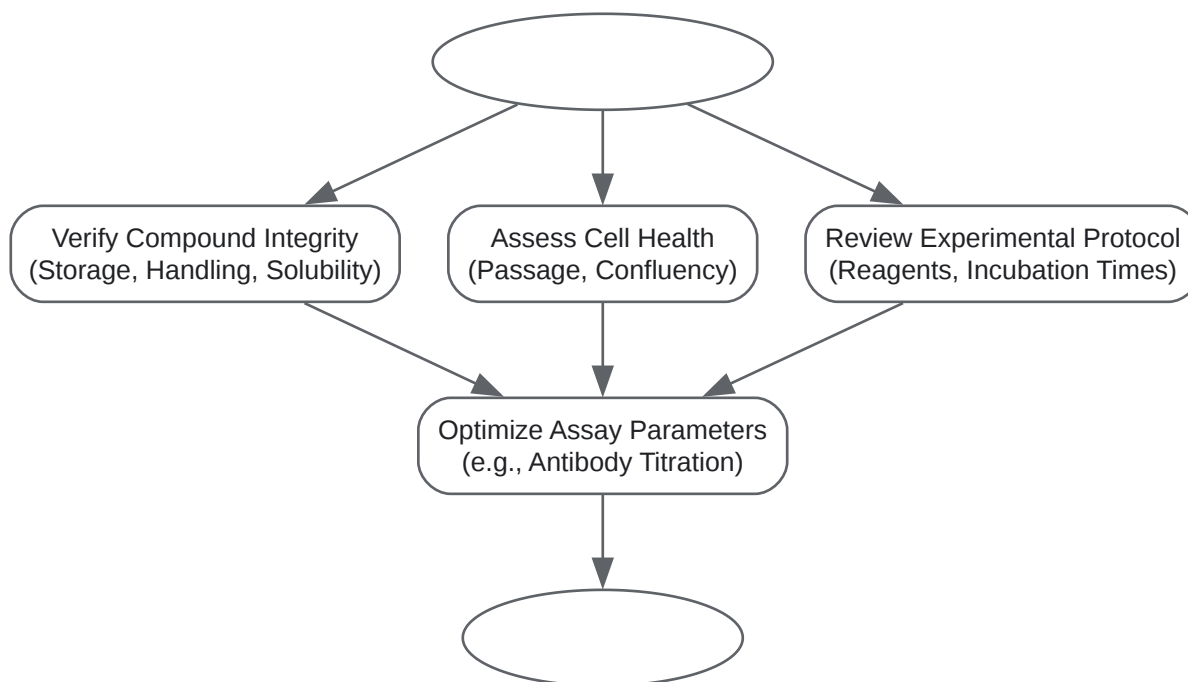 Verify Compound Integrity
(Storage, Handling, Solubility)
Assess Cell Health
(Passage, Confluency)
Review Experimental Protocol
(Reagents, Incubation Times)
Optimize Assay Parameters
(e.g., Antibody Titration)